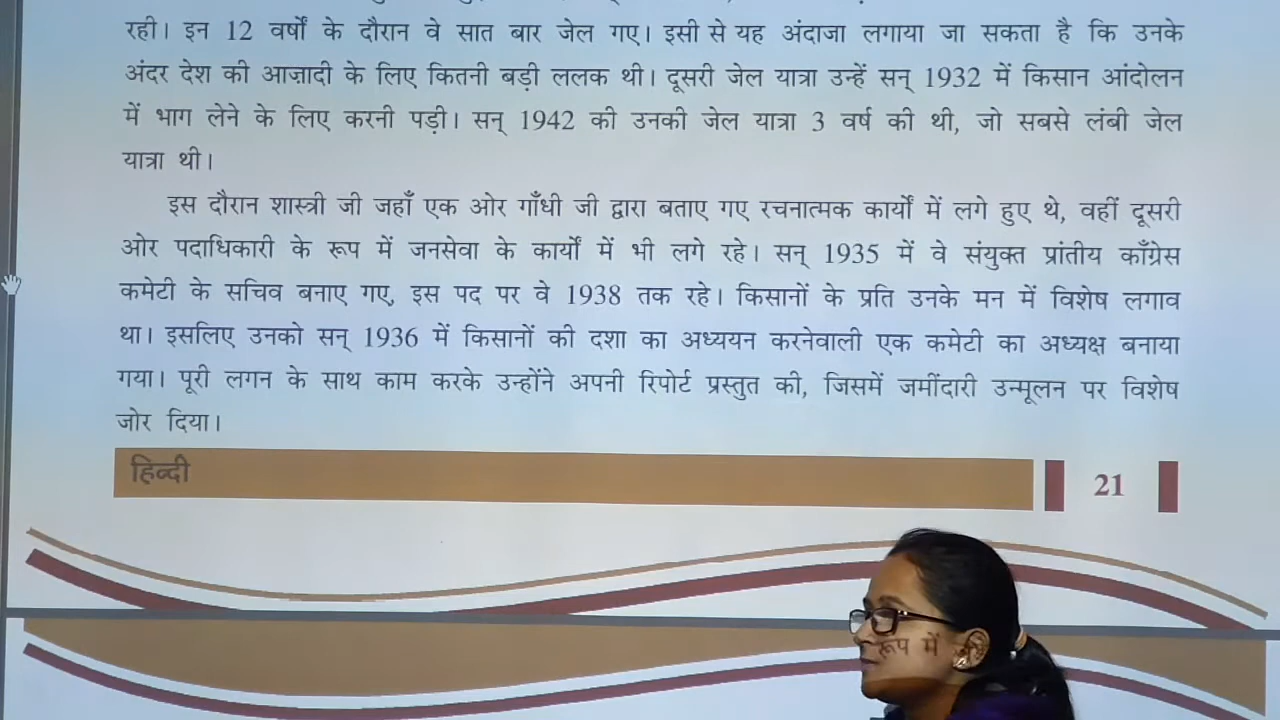 रही। इन 12 वर्षों के दौरान वे सात बार जेल गए। इसी से यह अंदाजा लगाया जा सकता है कि उनके
अंदर देश की आज़ादी के लिए कितनी बड़ी ललक थी। दूसरी जेल यात्रा उन्हें सन् 1932 में किसान आंदोलन
में भाग लेने के लिए करनी पड़ी। सन् 1942 की उनकी जेल यात्रा 3 वर्ष की थी, जो सबसे लंबी जेल
यात्रा थी।
इस दौरान शास्त्री जी जहाँ एक ओर गाँधी जी द्वारा बताए गए रचनात्मक कार्यों में लगे हुए थे, वहीं दूसरी
ओर पदाधिकारी के रूप में जनसेवा के कार्यों में भी लगे रहे। सन् 1935 में वे संयुक्त प्रांतीय काँग्रेस
कमेटी के सचिव बनाए गए, इस पद पर वे 1938 तक रहे। किसानों के प्रति उनके मन में विशेष लगाव
था। इसलिए उनको सन् 1936 में किसानों की दशा का अध्ययन करनेवाली एक कमेटी का अध्यक्ष बनाया
गया। पूरी लगन के साथ काम करके उन्होंने अपनी रिपोर्ट प्रस्तुत की, जिसमें जमींदारी उन्मूलन पर विशेष
जोर दिया।
हिन्दी 21
रूप में